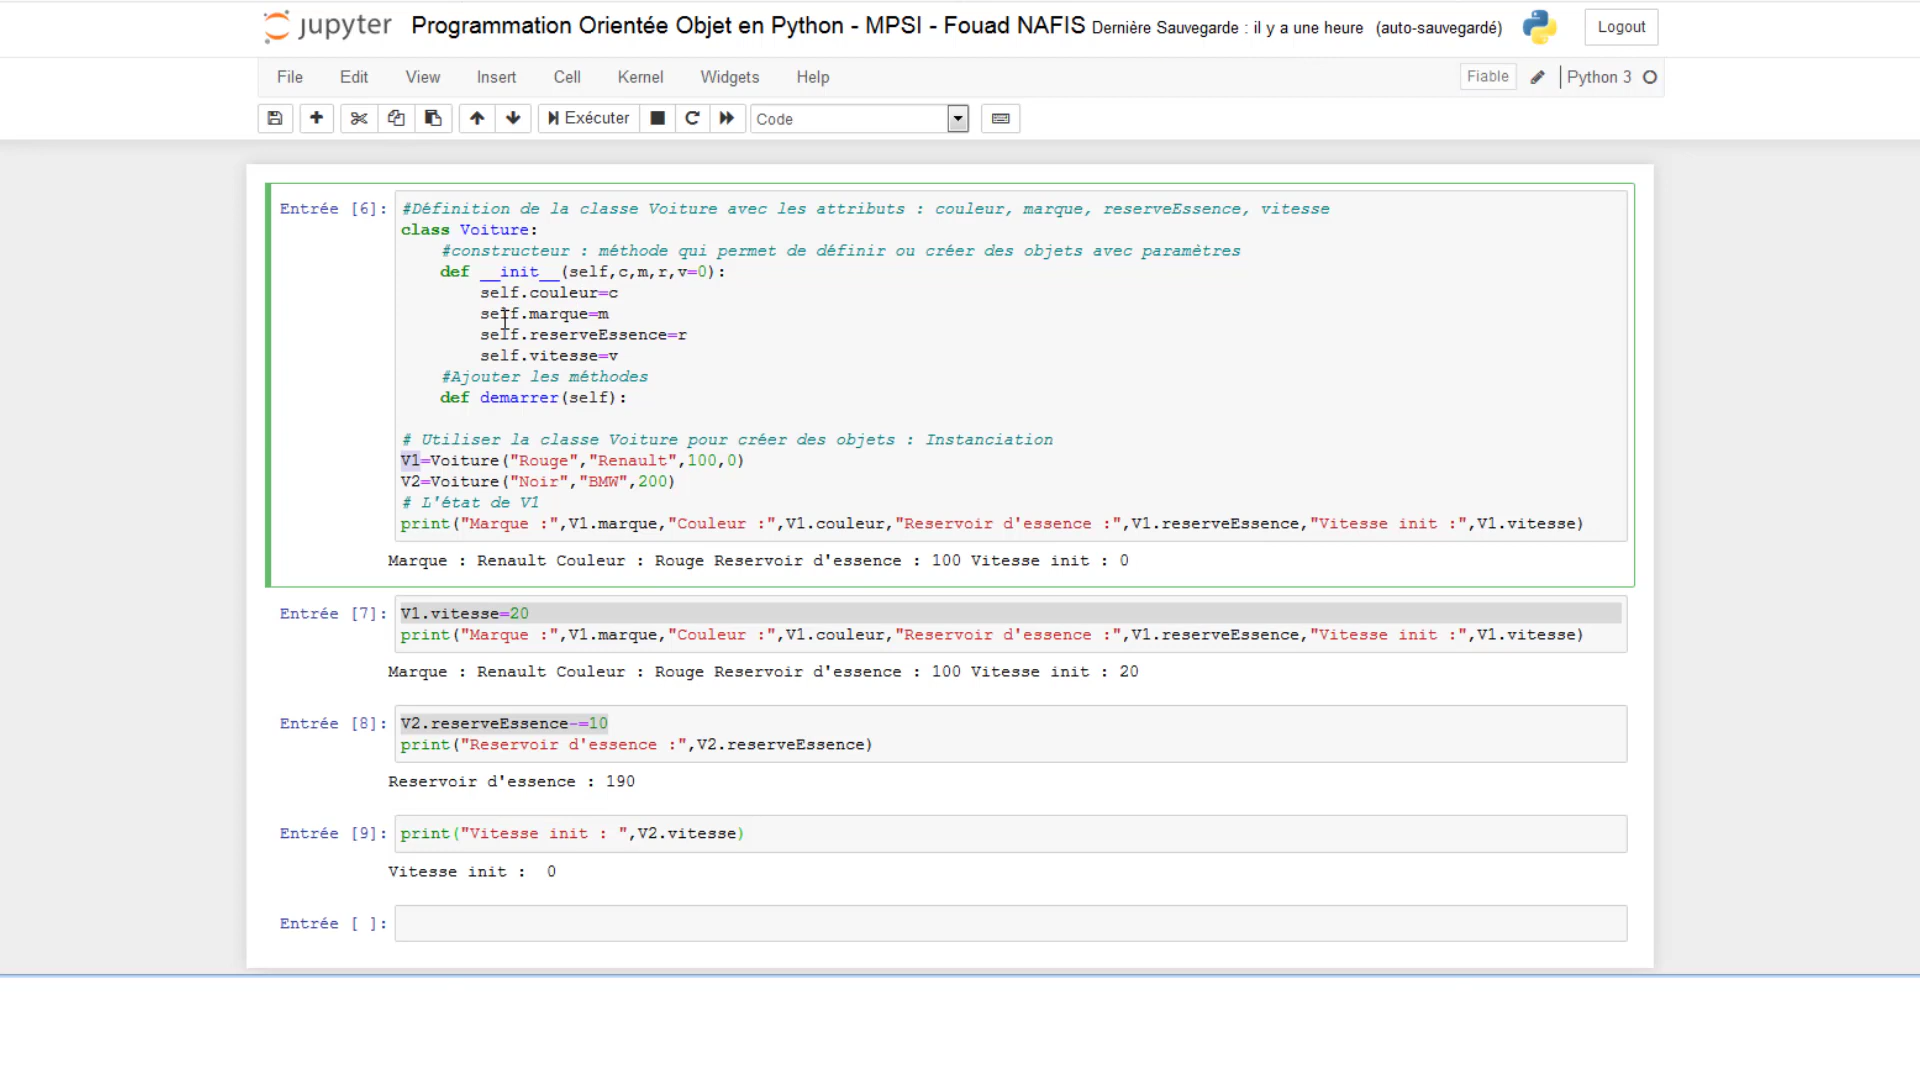 jupyter Programmation Orientée Objet en Python - MPSI - Fouad NAFIS Dernière Sauvegarde : il y a une heure (auto-sauvegardé) Logout
File Edit View Insert Cell Kernel Widgets Help Fiable Python 3
Exécuter Code
Entrée [6]: #Définition de la classe Voiture avec les attributs : couleur, marque, reserveEssence, vitesse
class Voiture:
    #constructeur : méthode qui permet de définir ou créer des objets avec paramètres
    def __init__(self,c,m,r,v=0):
        self.couleur=c
        self.marque=m
        self.reserveEssence=r
        self.vitesse=v
    #Ajouter les méthodes
    def demarrer(self):
# Utiliser la classe Voiture pour créer des objets : Instanciation
V1=Voiture("Rouge","Renault",100,0)
V2=Voiture("Noir","BMW",200)
# L'état de V1
print("Marque :",V1.marque,"Couleur :",V1.couleur,"Reservoir d'essence :",V1.reserveEssence,"Vitesse init :",V1.vitesse)
Marque : Renault Couleur : Rouge Reservoir d'essence : 100 Vitesse init : 0
Entrée [7]: V1.vitesse=20
print("Marque :",V1.marque,"Couleur :",V1.couleur,"Reservoir d'essence :",V1.reserveEssence,"Vitesse init :",V1.vitesse)
Marque : Renault Couleur : Rouge Reservoir d'essence : 100 Vitesse init : 20
Entrée [8]: V2.reserveEssence-=10
print("Reservoir d'essence :",V2.reserveEssence)
Reservoir d'essence : 190
Entrée [9]: print("Vitesse init : ",V2.vitesse)
Vitesse init :  0
Entrée [ ]: